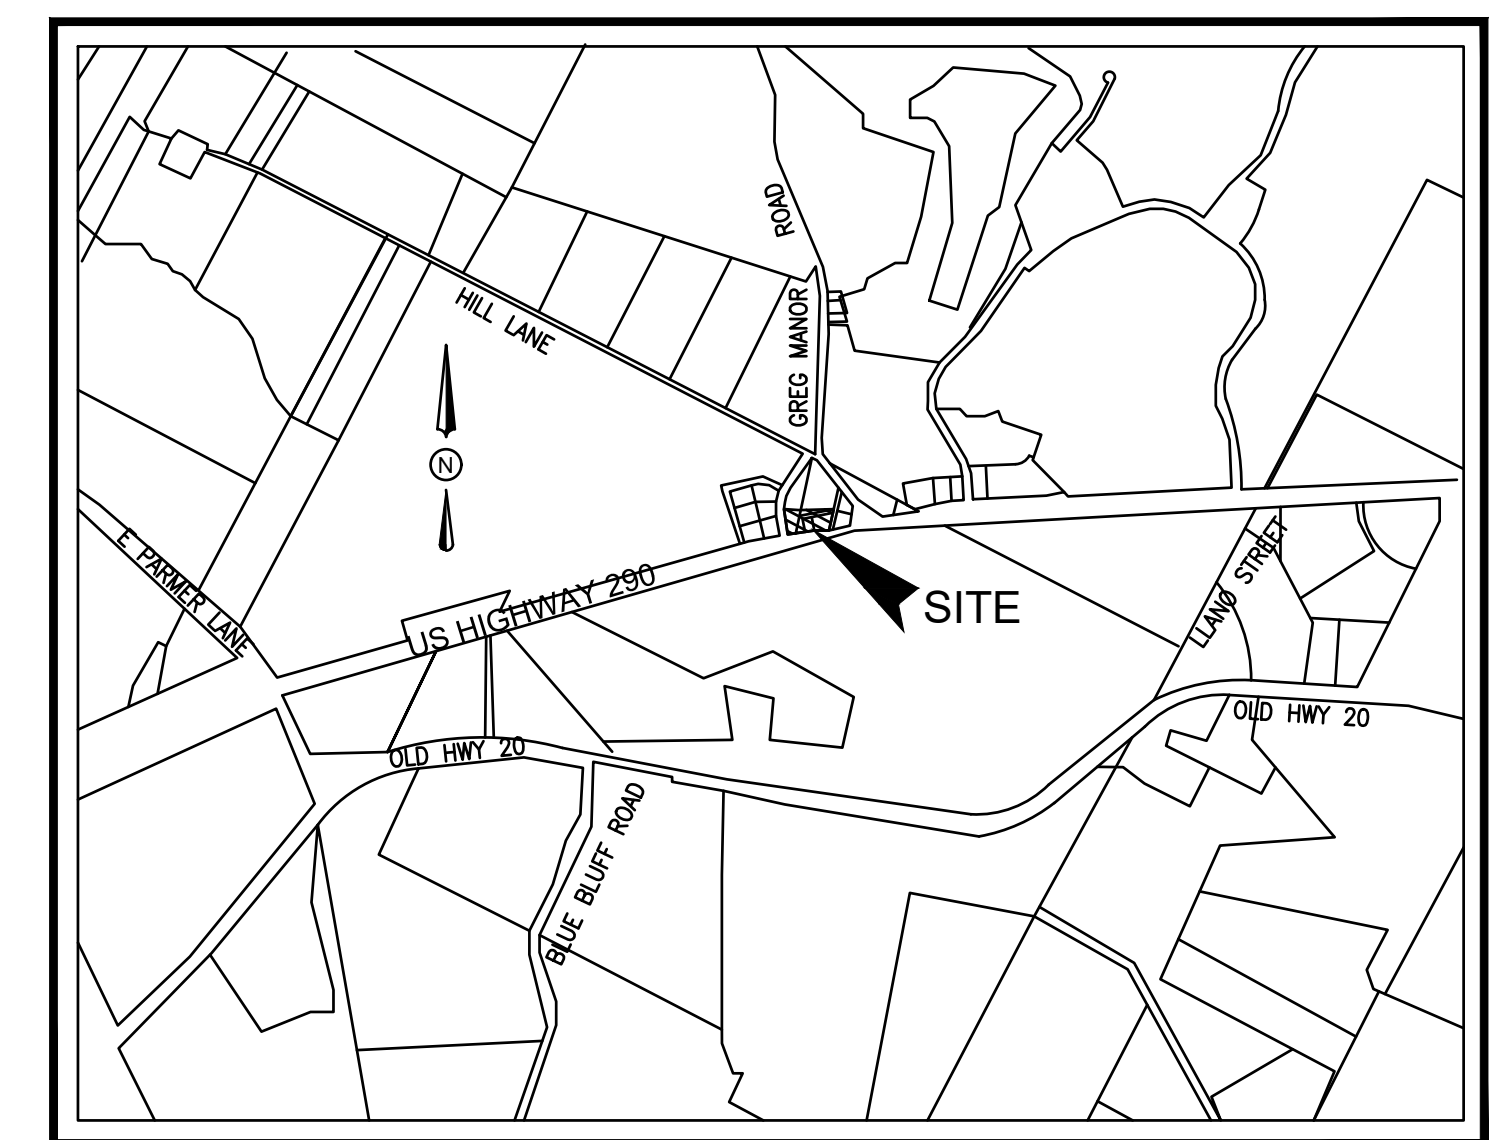 ROAD
GREG MANOR
HILL LANE
N
E PARMER LANE
US HIGHWAY 290
SITE
LLANO STREET
OLD HWY 20
OLD HWY 20
BLUE BLUFF ROAD